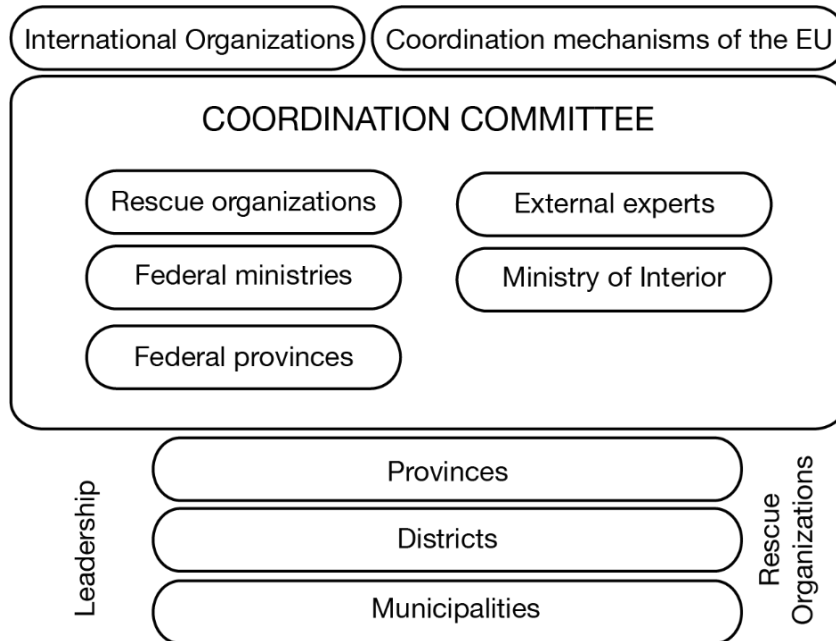 International Organizations
Coordination mechanisms of the EU
COORDINATION COMMITTEE
Rescue organizations
External experts
Federal ministries
Ministry of Interior
Federal provinces
Leadership
Provinces
Districts
Municipalities
Rescue
Organizations